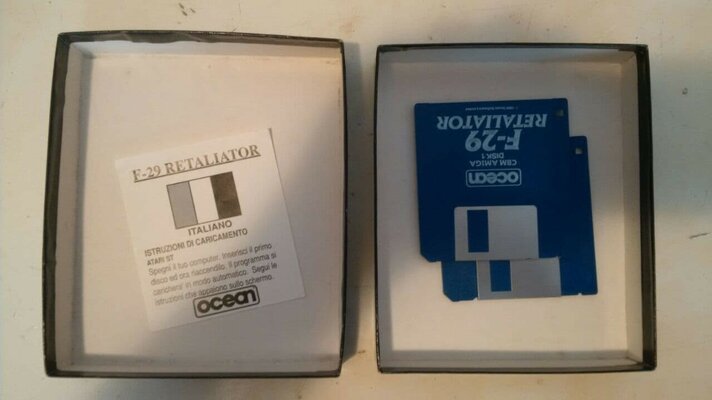 F-29 RETALIATOR
ITALIANO
ISTRUZIONI DI CARICAMENTO
ATARI ST
Spegni il tuo computer. Inserisci il primo
disco ed ora riaccendilo. Il programma si
carichera' in modo automatico. Segui le
istruzioni che appaiono sullo schermo.
ocean
ocean
CBM AMIGA
DISK 1
F-29
RETALIATOR